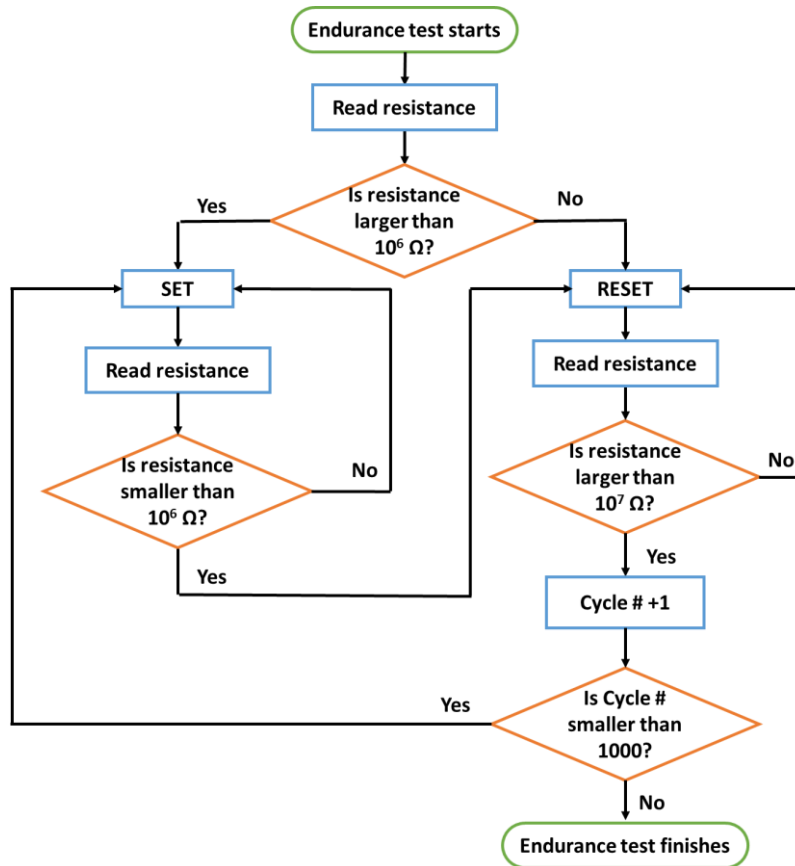 Endurance test starts
Read resistance
Is resistance
larger than
10⁶ Ω?
Yes
No
SET
RESET
Read resistance
Read resistance
Is resistance
smaller than
10⁶ Ω?
No
Yes
Is resistance
larger than
10⁷ Ω?
No
Yes
Cycle # +1
Is Cycle #
smaller than
1000?
Yes
No
Endurance test finishes